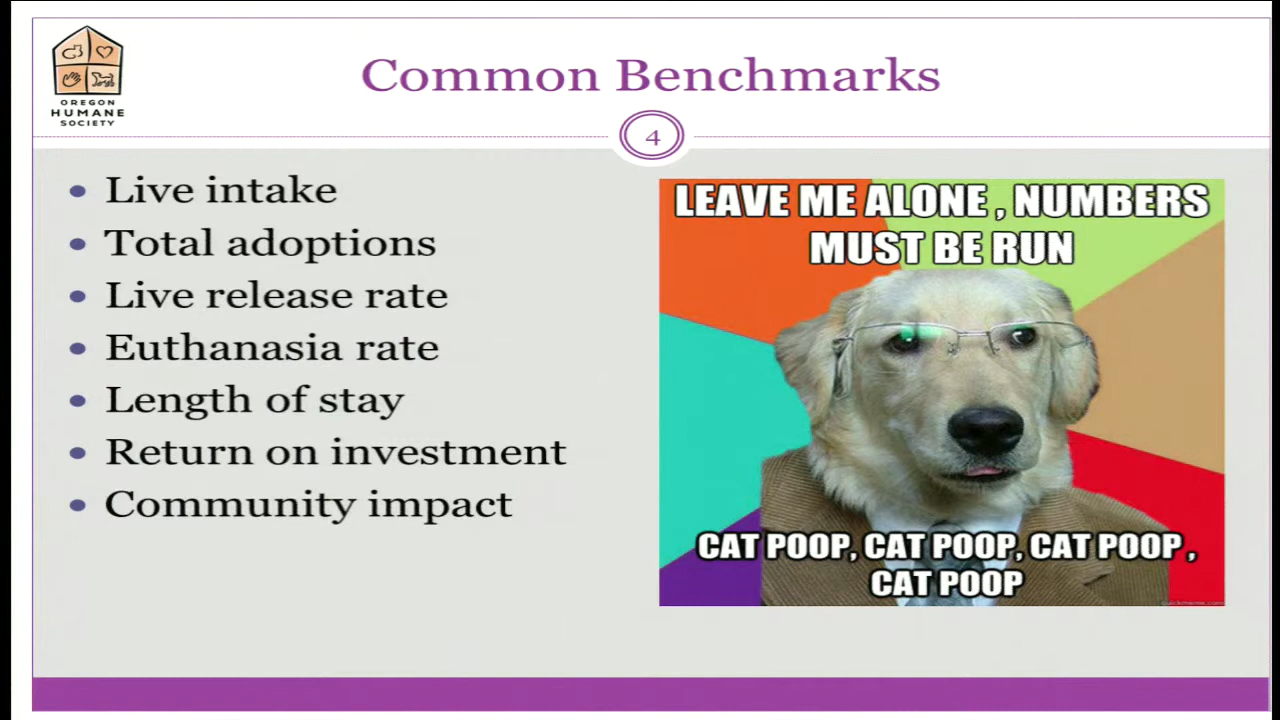 OREGON
HUMANE
SOCIETY
Common Benchmarks
4
• Live intake
• Total adoptions
• Live release rate
• Euthanasia rate
• Length of stay
• Return on investment
• Community impact
LEAVE ME ALONE , NUMBERS
MUST BE RUN
CAT POOP, CAT POOP, CAT POOP ,
CAT POOP
quickmeme.com